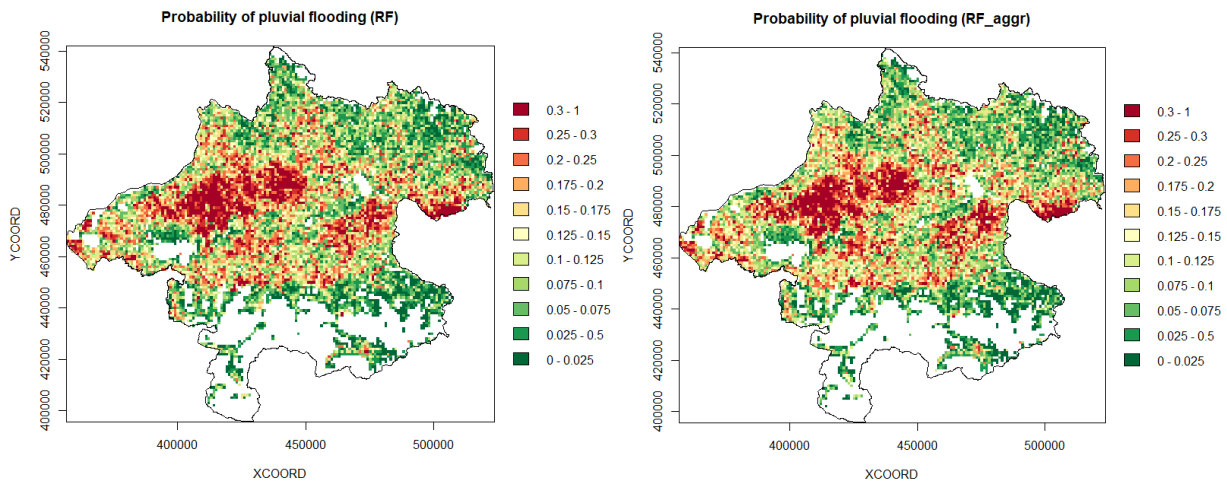 Probability of pluvial flooding (RF)
YCOORD
540000
520000
500000
480000
460000
440000
420000
400000
400000 450000 500000
XCOORD
0.3 - 1
0.25 - 0.3
0.2 - 0.25
0.175 - 0.2
0.15 - 0.175
0.125 - 0.15
0.1 - 0.125
0.075 - 0.1
0.05 - 0.075
0.025 - 0.5
0 - 0.025
Probability of pluvial flooding (RF_aggr)
YCOORD
540000
520000
500000
480000
460000
440000
420000
400000
400000 450000 500000
XCOORD
0.3 - 1
0.25 - 0.3
0.2 - 0.25
0.175 - 0.2
0.15 - 0.175
0.125 - 0.15
0.1 - 0.125
0.075 - 0.1
0.05 - 0.075
0.025 - 0.5
0 - 0.025